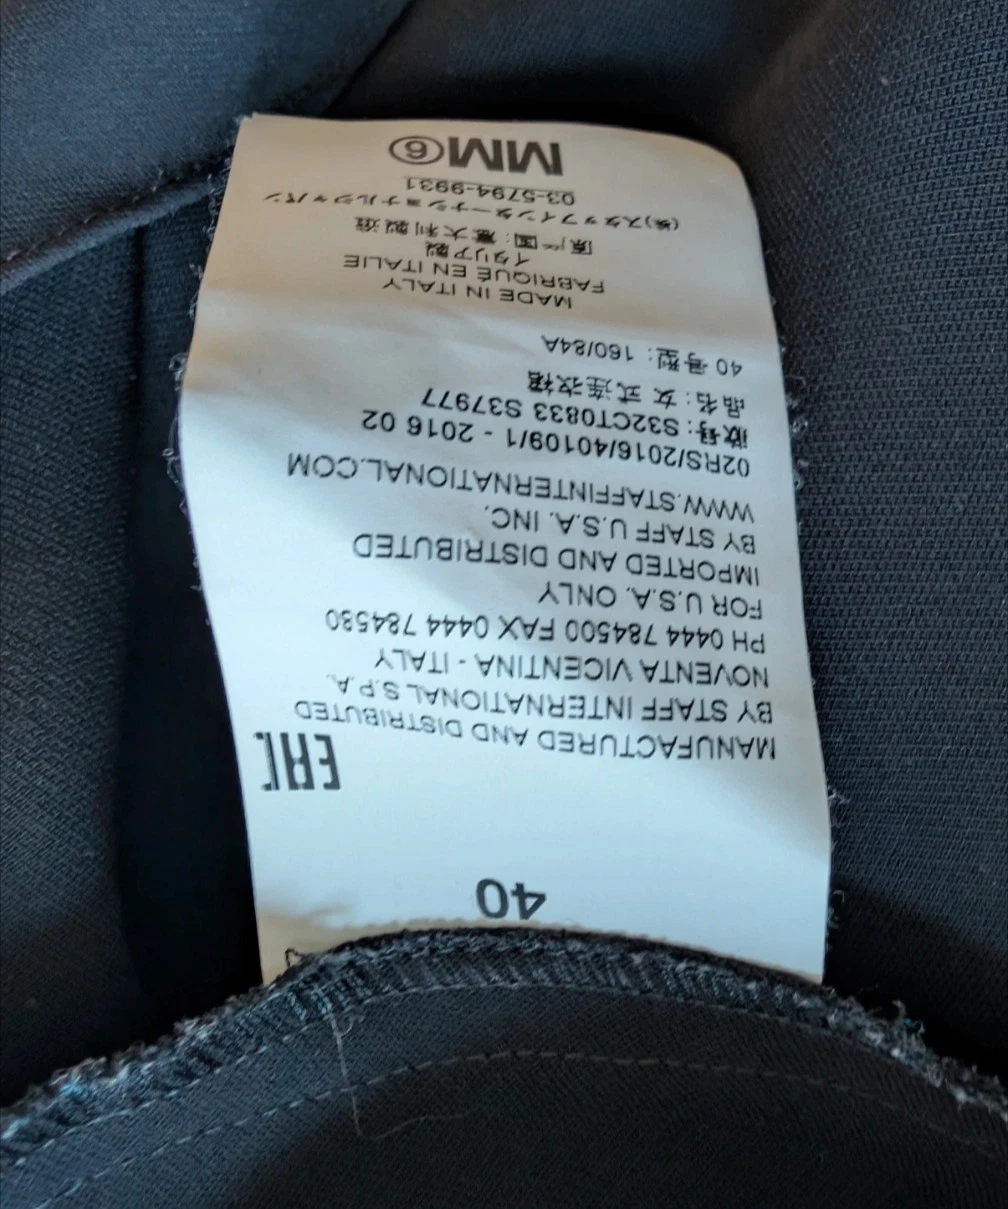 40
EAC
MANUFACTURED AND DISTRIBUTED
BY STAFF INTERNATIONAL S.P.A.
NOVENTA VICENTINA - ITALY
PH 0444 784500 FAX 0444
FOR U.S.A. ONLY
IMPORTED AND DISTRIBUTED
BY STAFF U.S.A. INC.
WWW.STAFFINTERNATIONAL.COM
02RS/2016/40109/1 - 2016 02
款号: S32CT0833 S37977
品名: 女 式 连衣裙
40 号型: 160/84A
MADE IN ITALY
FABRIQUÉ EN ITALIE
イタリア製
原产国: 意大利製造
(株)スタッフインターナショナルジャパン
03-5794-9931
MM⑥